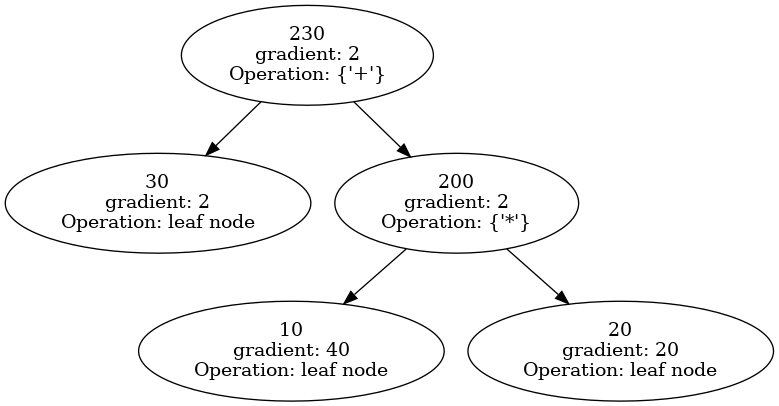 230
gradient: 2
Operation: {'+'}
30
gradient: 2
Operation: leaf node
200
gradient: 2
Operation: {'*'}
10
gradient: 40
Operation: leaf node
20
gradient: 20
Operation: leaf node